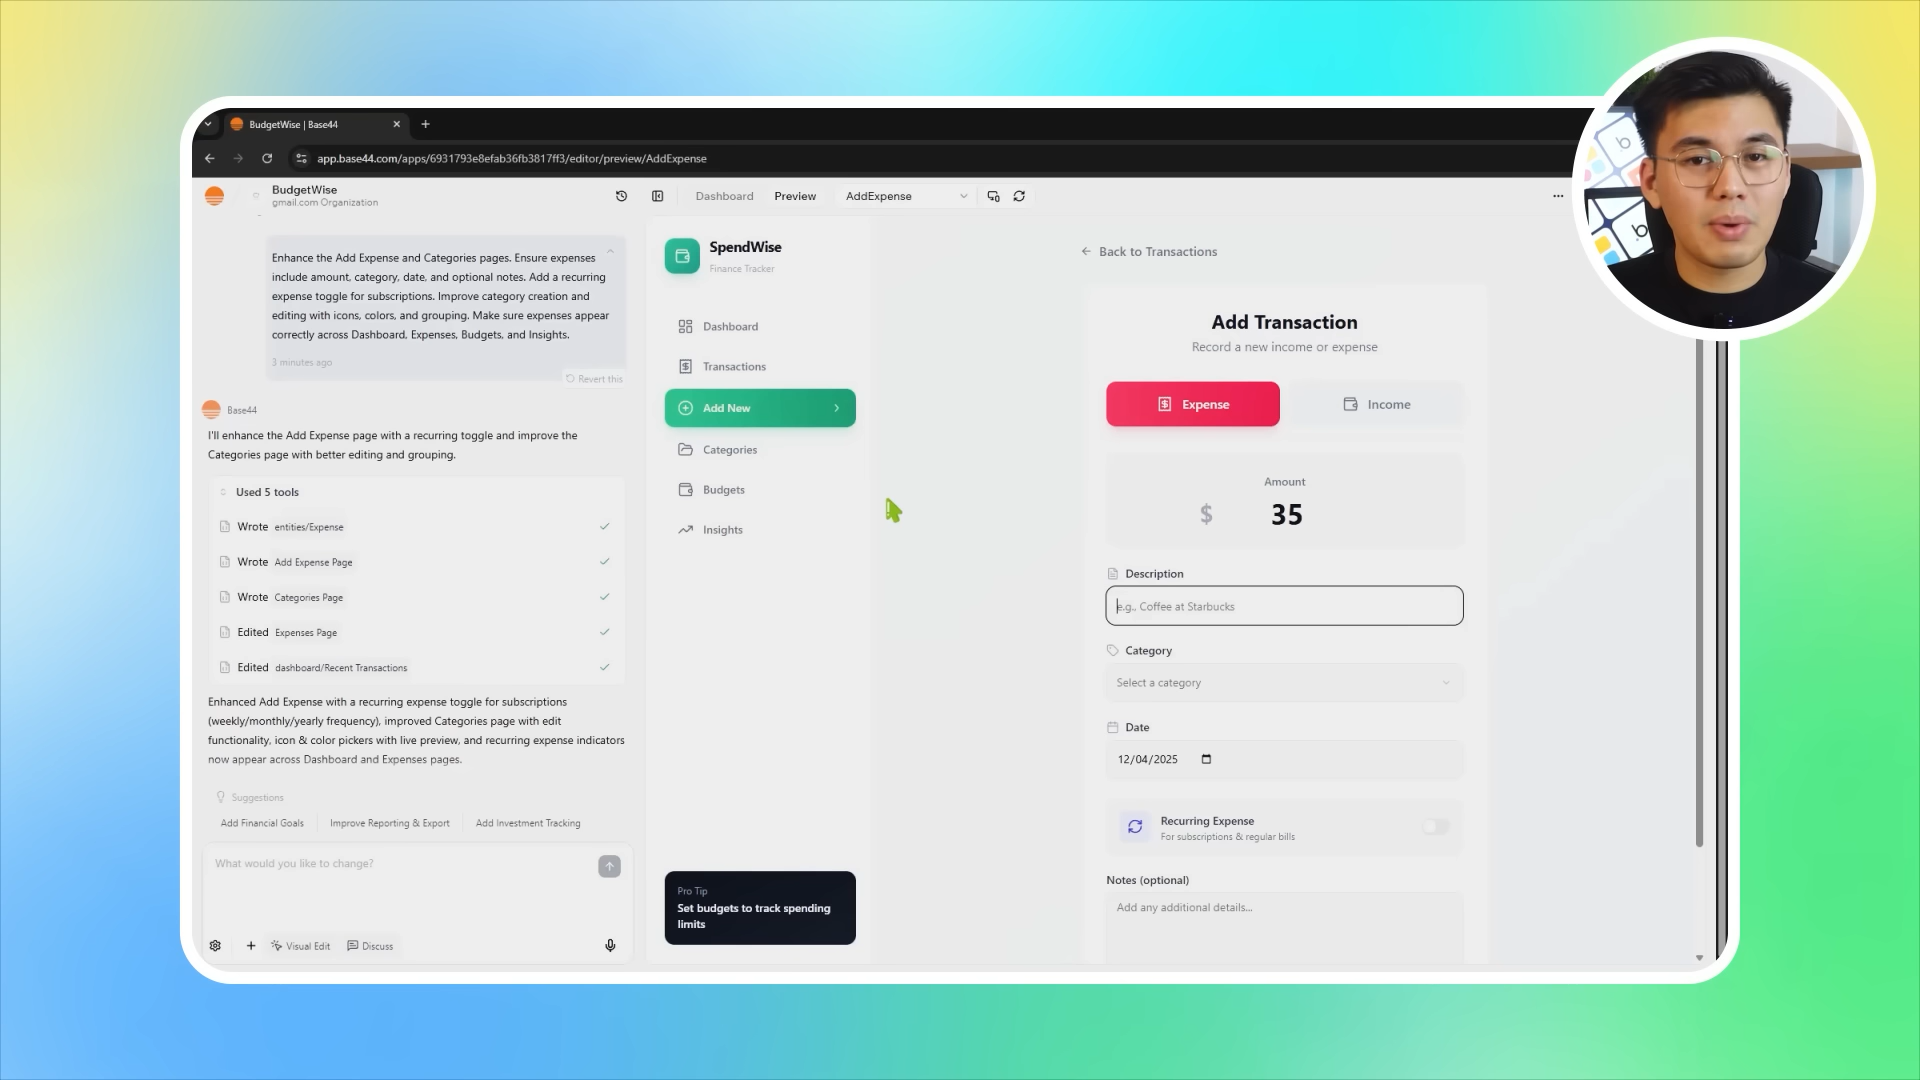 BudgetWise | Base44
app.base44.com/apps/6931793e8efab36fb3817ff3/editor/preview/AddExpense
BudgetWise
gmail.com Organization
Dashboard
Preview
AddExpense
Enhance the Add Expense and Categories pages. Ensure expenses
include amount, category, date, and optional notes. Add a recurring
expense toggle for subscriptions. Improve category creation and
editing with icons, colors, and grouping. Make sure expenses appear
correctly across Dashboard, Expenses, Budgets, and Insights.
3 minutes ago
Revert this
Base44
I'll enhance the Add Expense page with a recurring toggle and improve the
Categories page with better editing and grouping.
Used 5 tools
Wrote entities/Expense
Wrote Add Expense Page
Wrote Categories Page
Edited Expenses Page
Edited dashboard/Recent Transactions
Enhanced Add Expense with a recurring expense toggle for subscriptions
(weekly/monthly/yearly frequency), improved Categories page with edit
functionality, icon & color pickers with live preview, and recurring expense indicators
now appear across Dashboard and Expenses pages.
Suggestions
Add Financial Goals
Improve Reporting & Export
Add Investment Tracking
What would you like to change?
Visual Edit
Discuss
SpendWise
Finance Tracker
Dashboard
Transactions
Add New
Categories
Budgets
Insights
Pro Tip
Set budgets to track spending
limits
Back to Transactions
Add Transaction
Record a new income or expense
Expense
Income
Amount
$ 35
Description
e.g., Coffee at Starbucks
Category
Select a category
Date
12/04/2025
Recurring Expense
For subscriptions & regular bills
Notes (optional)
Add any additional details...